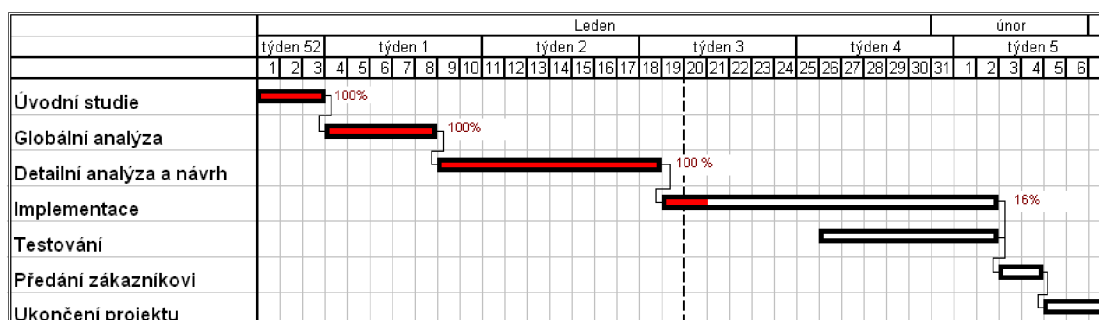 Leden únor
týden 52 týden 1 týden 2 týden 3 týden 4 týden 5
1 2 3 4 5 6 7 8 9 10 11 12 13 14 15 16 17 18 19 20 21 22 23 24 25 26 27 28 29 30 31 1 2 3 4 5 6
Úvodní studie 100%
Globální analýza 100%
Detailní analýza a návrh 100 %
Implementace 16%
Testování
Předání zákazníkovi
Ukončení projektu